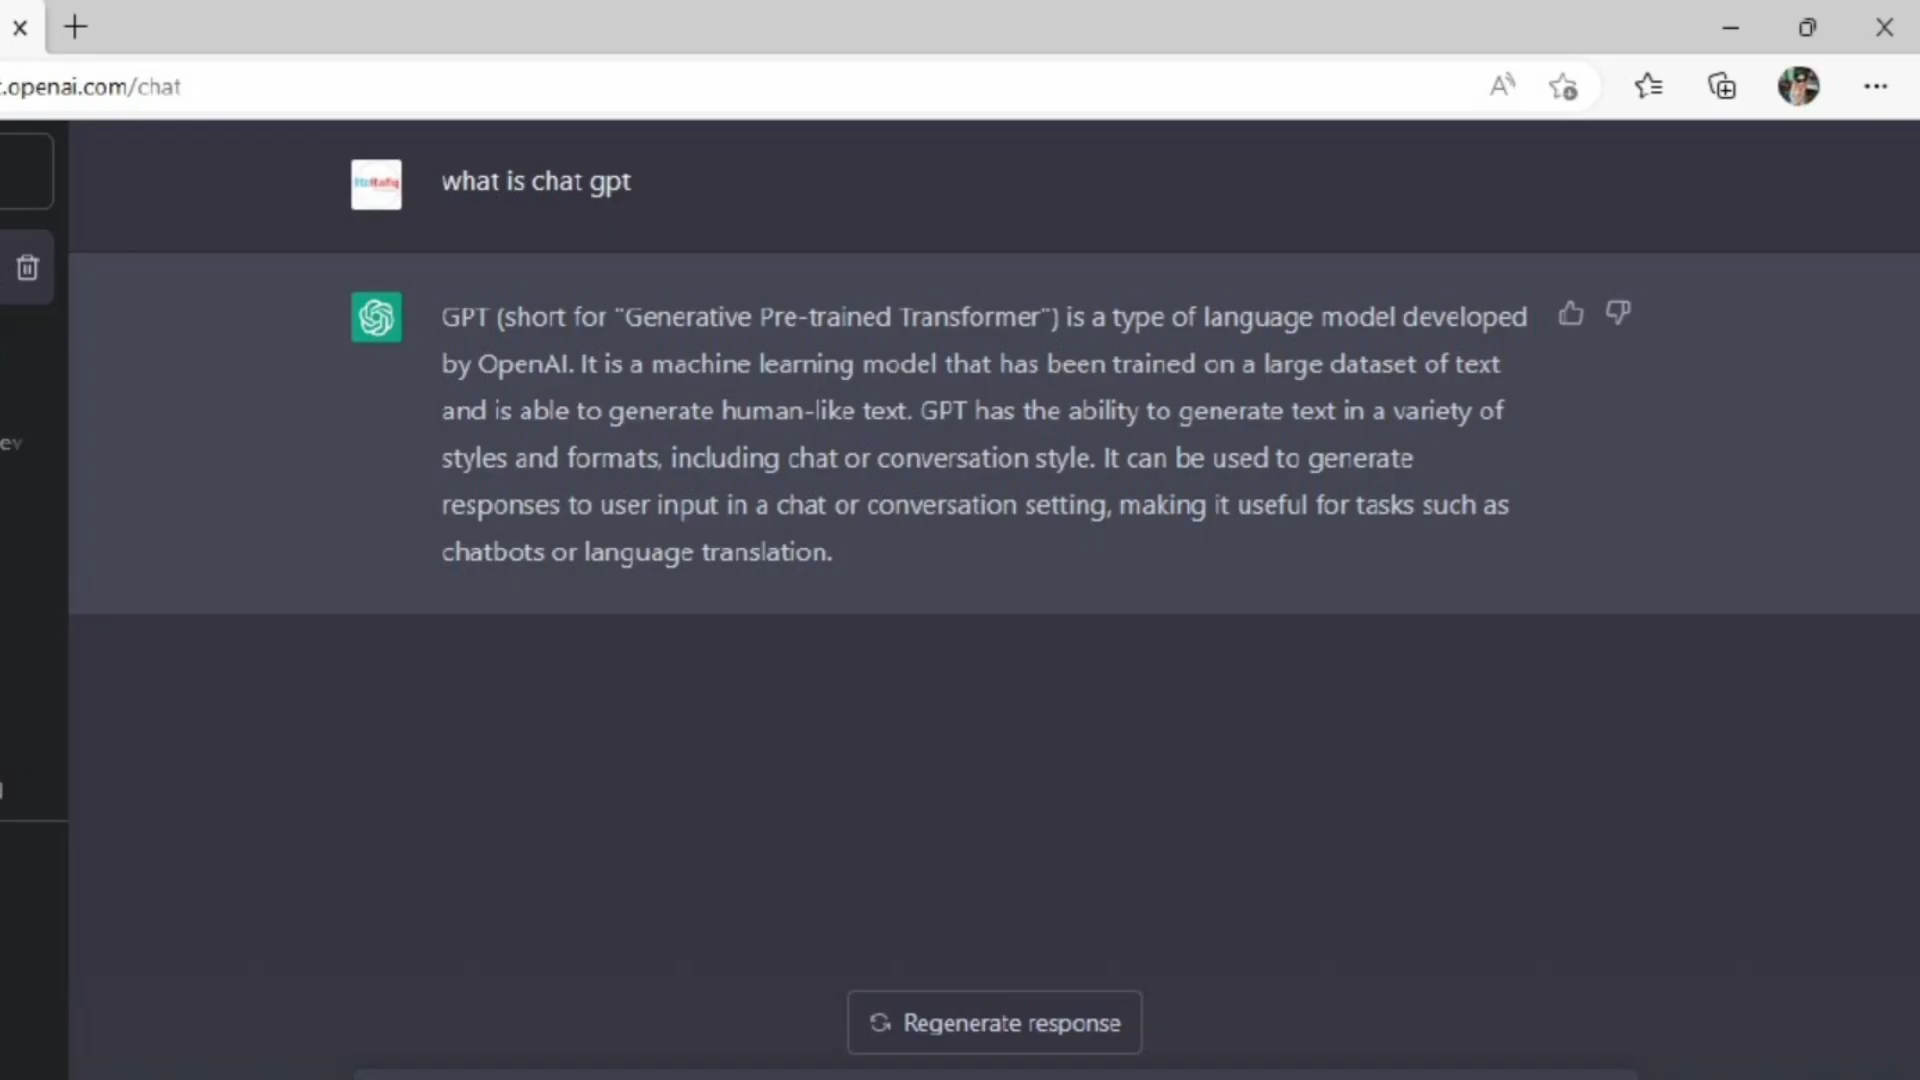 .openai.com/chat
what is chat gpt
GPT (short for "Generative Pre-trained Transformer") is a type of language model developed
by OpenAI. It is a machine learning model that has been trained on a large dataset of text
and is able to generate human-like text. GPT has the ability to generate text in a variety of
styles and formats, including chat or conversation style. It can be used to generate
responses to user input in a chat or conversation setting, making it useful for tasks such as
chatbots or language translation.
ev
Regenerate response